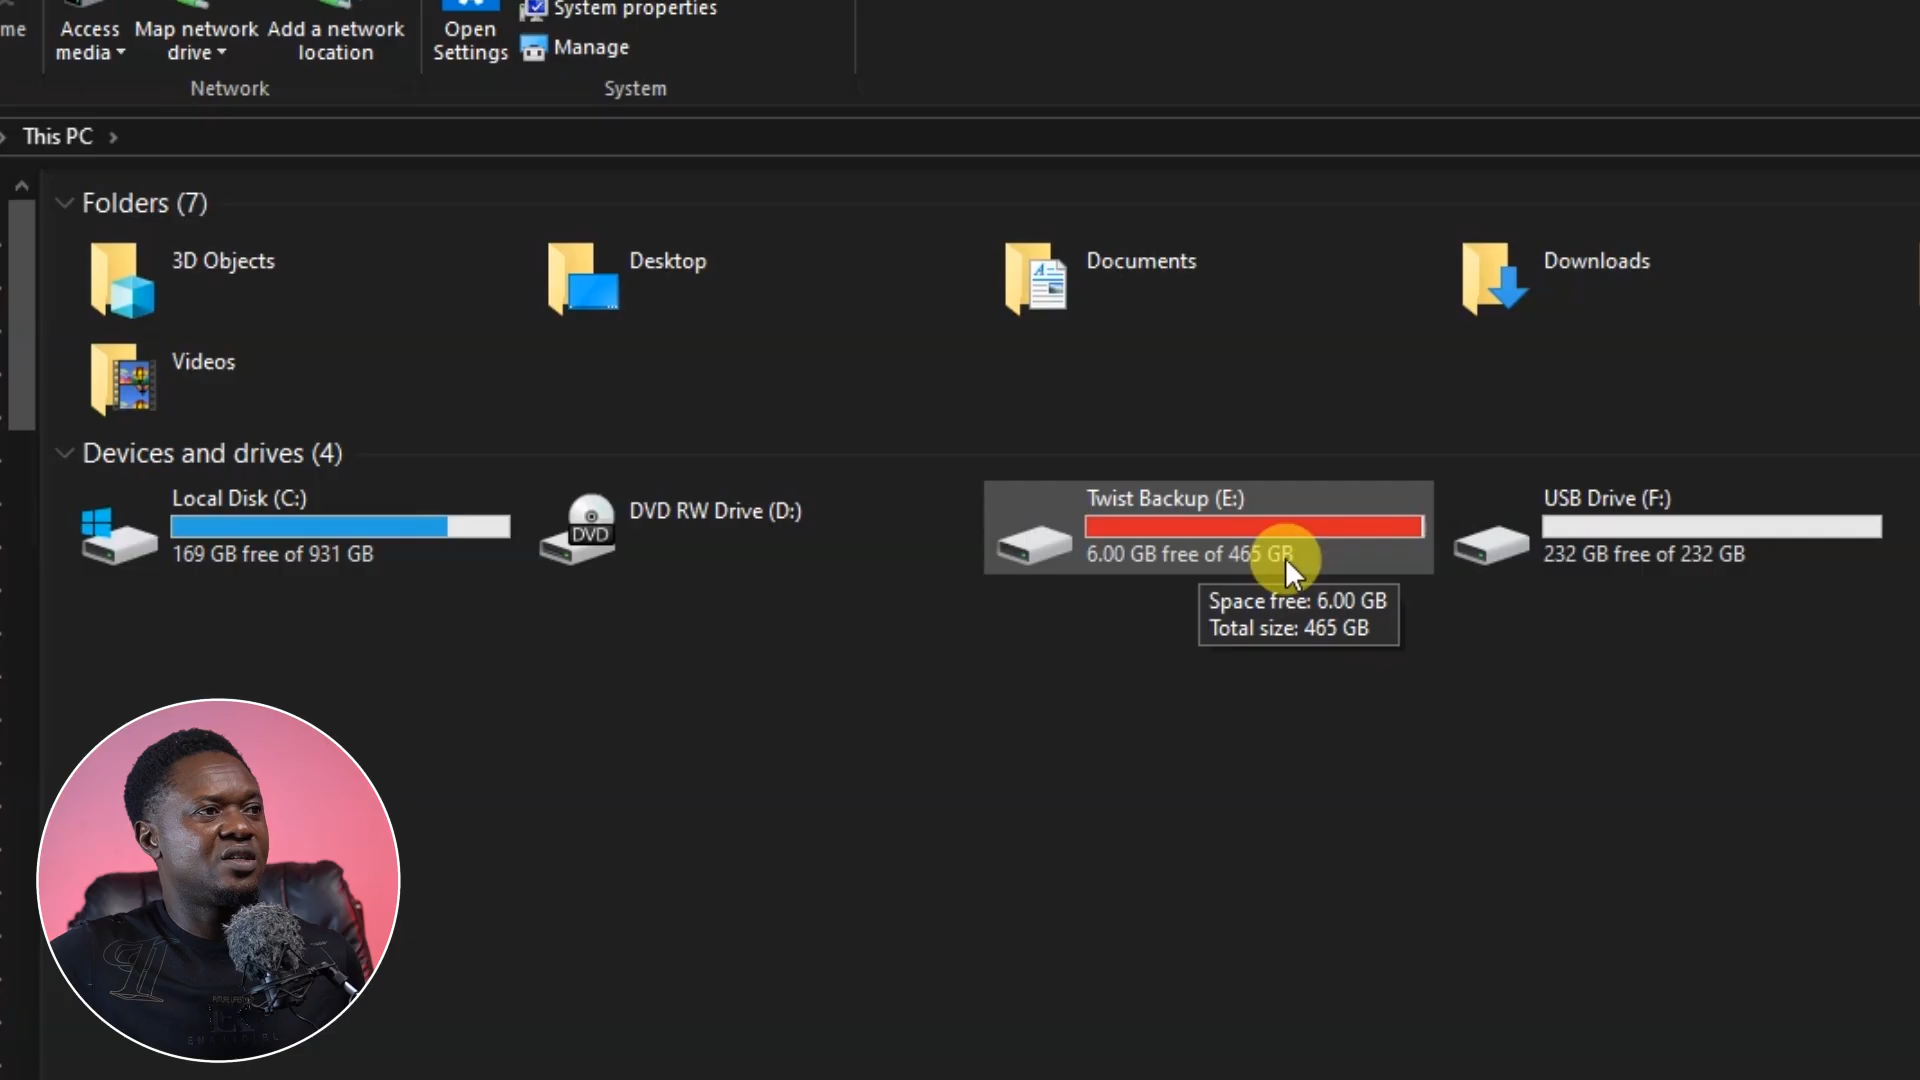 me
Access
media
Map network
drive
Add a network
location
Network
Open
Settings
System properties
Manage
System
This PC
Folders (7)
3D Objects
Desktop
Documents
Downloads
Videos
Devices and drives (4)
Local Disk (C:)
169 GB free of 931 GB
DVD
DVD RW Drive (D:)
Twist Backup (E:)
6.00 GB free of 465 GB
USB Drive (F:)
232 GB free of 232 GB
Space free: 6.00 GB
Total size: 465 GB